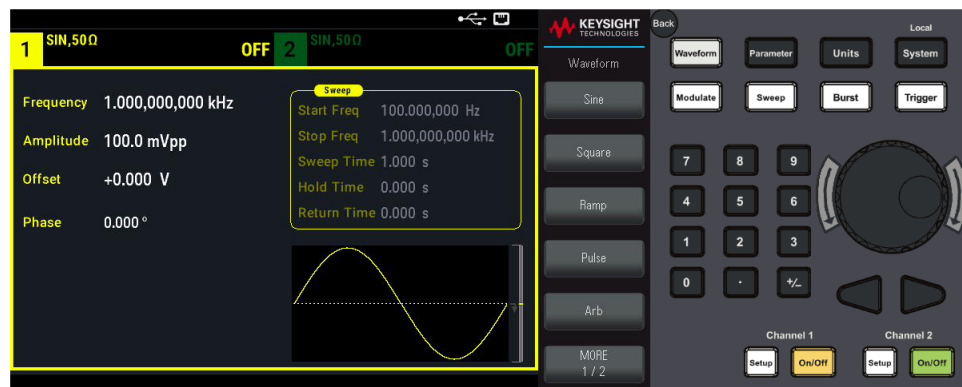 1 SIN,50Ω OFF 2 SIN,50Ω OFF
Frequency 1.000,000,000 kHz
Amplitude 100.0 mVpp
Offset +0.000 V
Phase 0.000 °
Sweep
Start Freq 100.000,000 Hz
Stop Freq 1.000,000,000 kHz
Sweep Time 1.000 s
Hold Time 0.000 s
Return Time 0.000 s
KEYSIGHT
TECHNOLOGIES
Waveform
Sine
Square
Ramp
Pulse
Arb
MORE
1 / 2
Back
Local
Waveform Parameter Units System
Modulate Sweep Burst Trigger
7 8 9
4 5 6
1 2 3
0 . +/-
Channel 1 Channel 2
Setup On/Off Setup On/Off